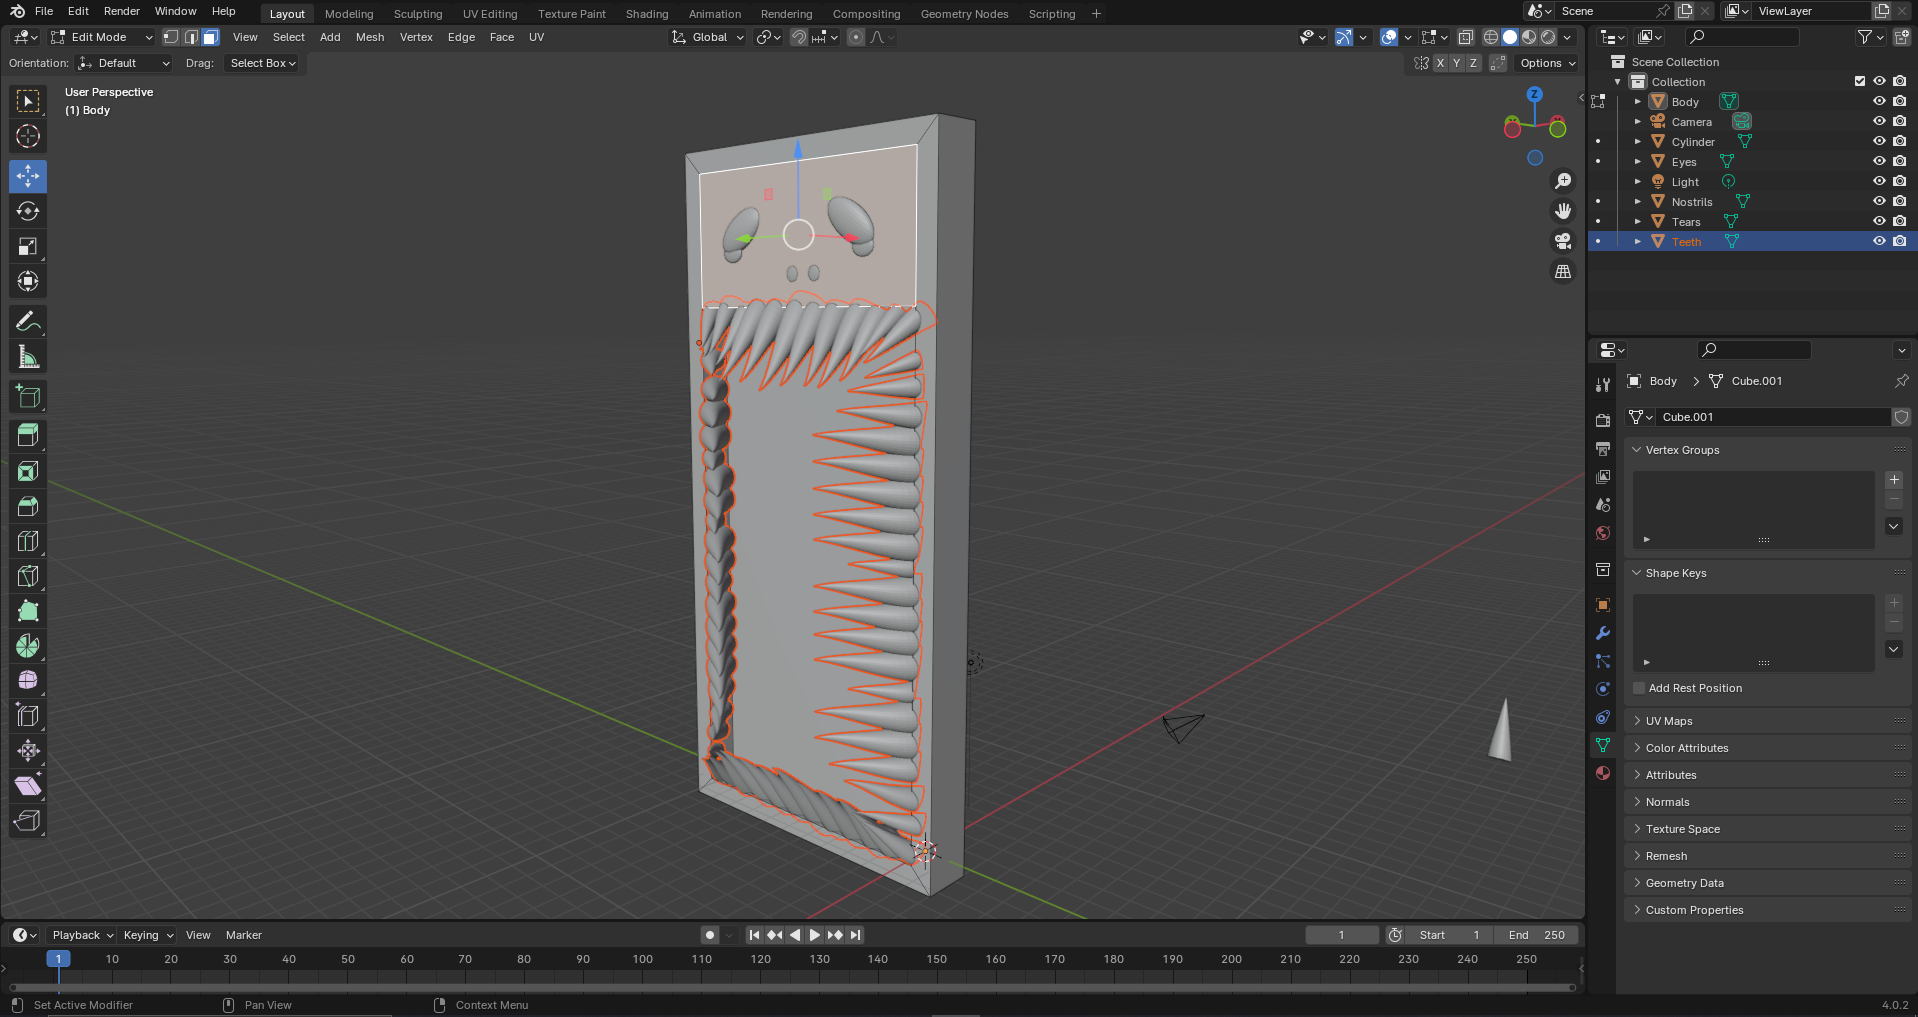 File Edit Render Window Help Layout Modeling Sculpting UV Editing Texture Paint Shading Animation Rendering Compositing Geometry Nodes Scripting Scene ViewLayer
Edit Mode View Select Add Mesh Vertex Edge Face UV Global
Orientation: Default Drag: Select Box X Y Z Options
User Perspective
(1) Body
Z
Scene Collection
Collection
Body
Camera
Cylinder
Eyes
Light
Nostrils
Tears
Teeth
Body > Cube.001
Cube.001
Vertex Groups
Shape Keys
Add Rest Position
UV Maps
Color Attributes
Attributes
Normals
Texture Space
Remesh
Geometry Data
Custom Properties
Playback Keying View Marker 1 Start 1 End 250
1 10 20 30 40 50 60 70 80 90 100 110 120 130 140 150 160 170 180 190 200 210 220 230 240 250
Set Active Modifier Pan View Context Menu 4.0.2